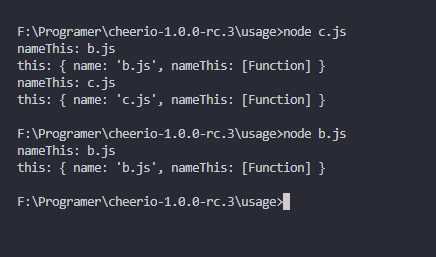 F:\Programer\cheerio-1.0.0-rc.3\usage>node c.js
nameThis: b.js
this: { name: 'b.js', nameThis: [Function] }
nameThis: c.js
this: { name: 'c.js', nameThis: [Function] }
F:\Programer\cheerio-1.0.0-rc.3\usage>node b.js
nameThis: b.js
this: { name: 'b.js', nameThis: [Function] }
F:\Programer\cheerio-1.0.0-rc.3\usage>